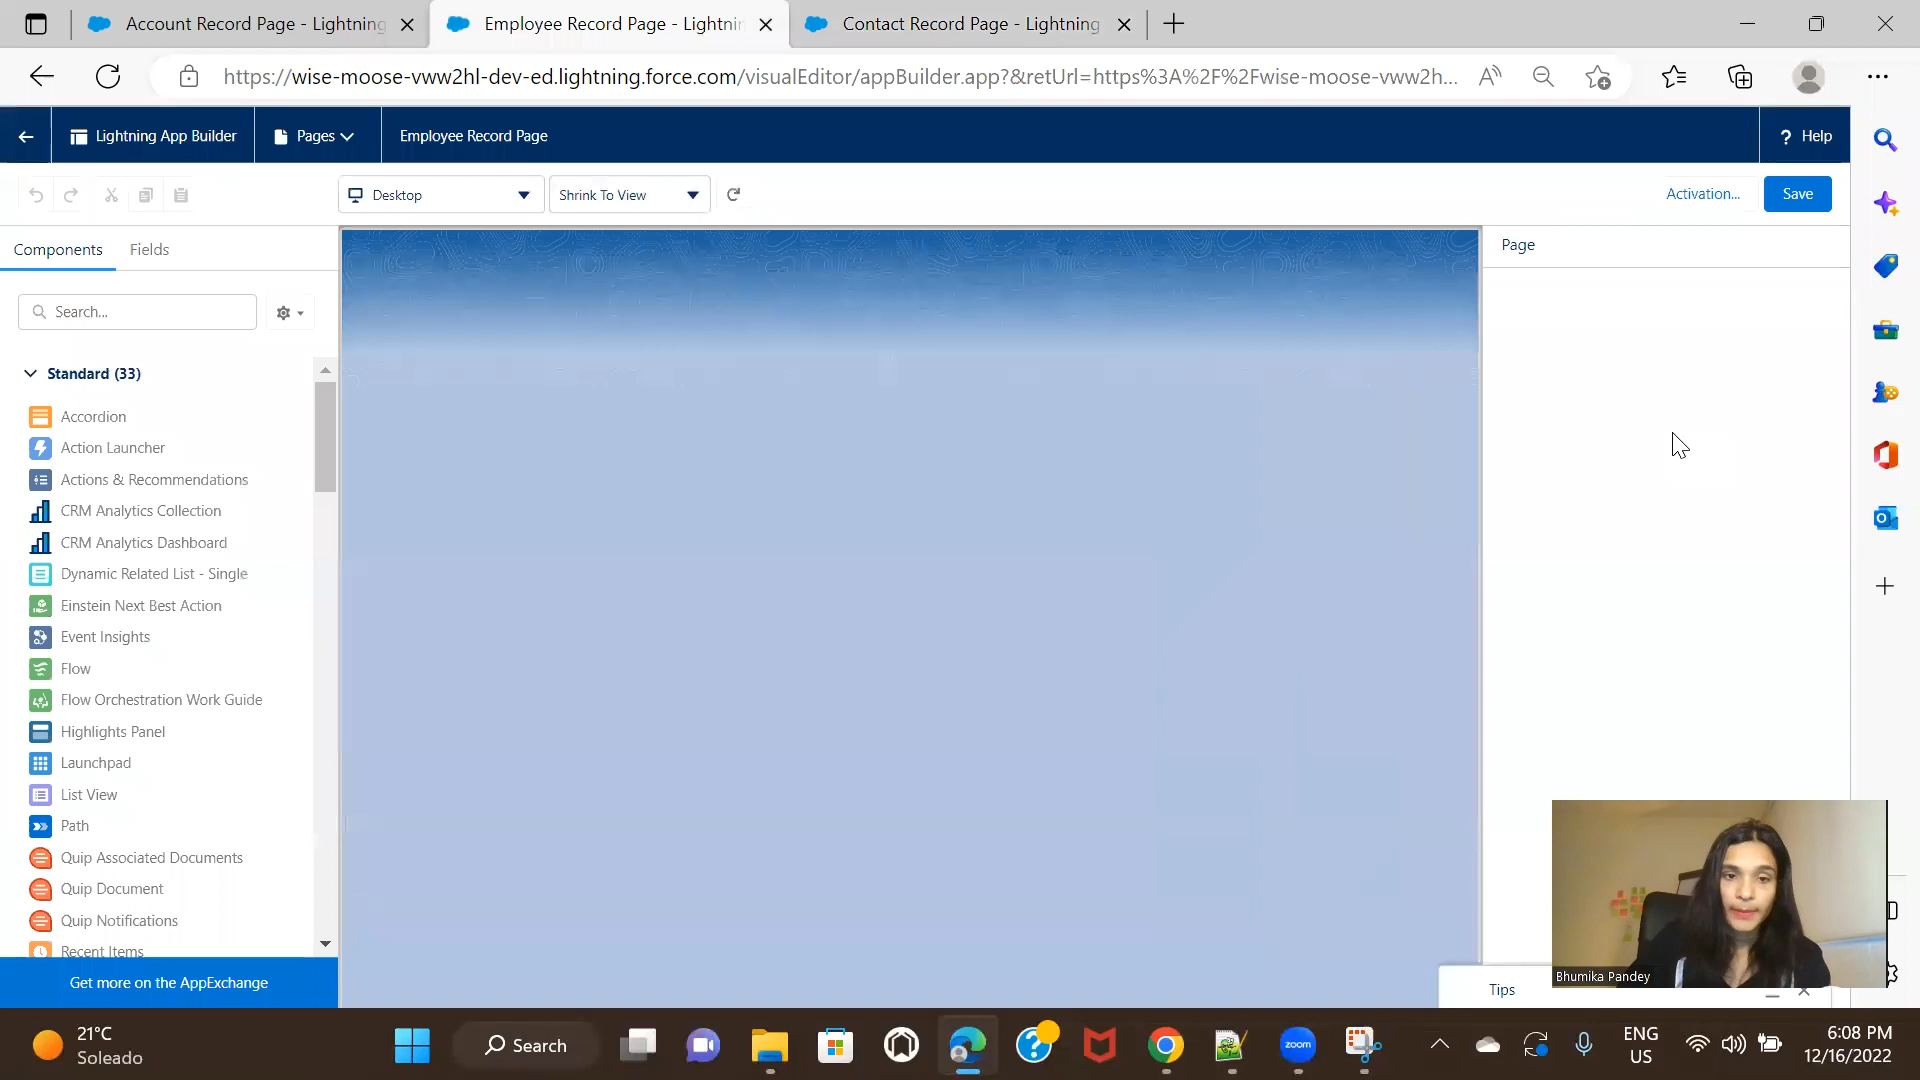 Account Record Page - Lightning
Employee Record Page - Lightnin
Contact Record Page - Lightning
https://wise-moose-vww2hl-dev-ed.lightning.force.com/visualEditor/appBuilder.app?&retUrl=https%3A%2F%2Fwise-moose-vww2h...
Lightning App Builder
Pages
Employee Record Page
? Help
Desktop
Shrink To View
Activation...
Save
Components
Fields
Page
Search...
Standard (33)
Accordion
Action Launcher
Actions & Recommendations
CRM Analytics Collection
CRM Analytics Dashboard
Dynamic Related List - Single
Einstein Next Best Action
Event Insights
Flow
Flow Orchestration Work Guide
Highlights Panel
Launchpad
List View
Path
Quip Associated Documents
Quip Document
Quip Notifications
Recent Items
Get more on the AppExchange
Tips
Bhumika Pandey
21°C
Soleado
Search
zoom
ENG
US
6:08 PM
12/16/2022